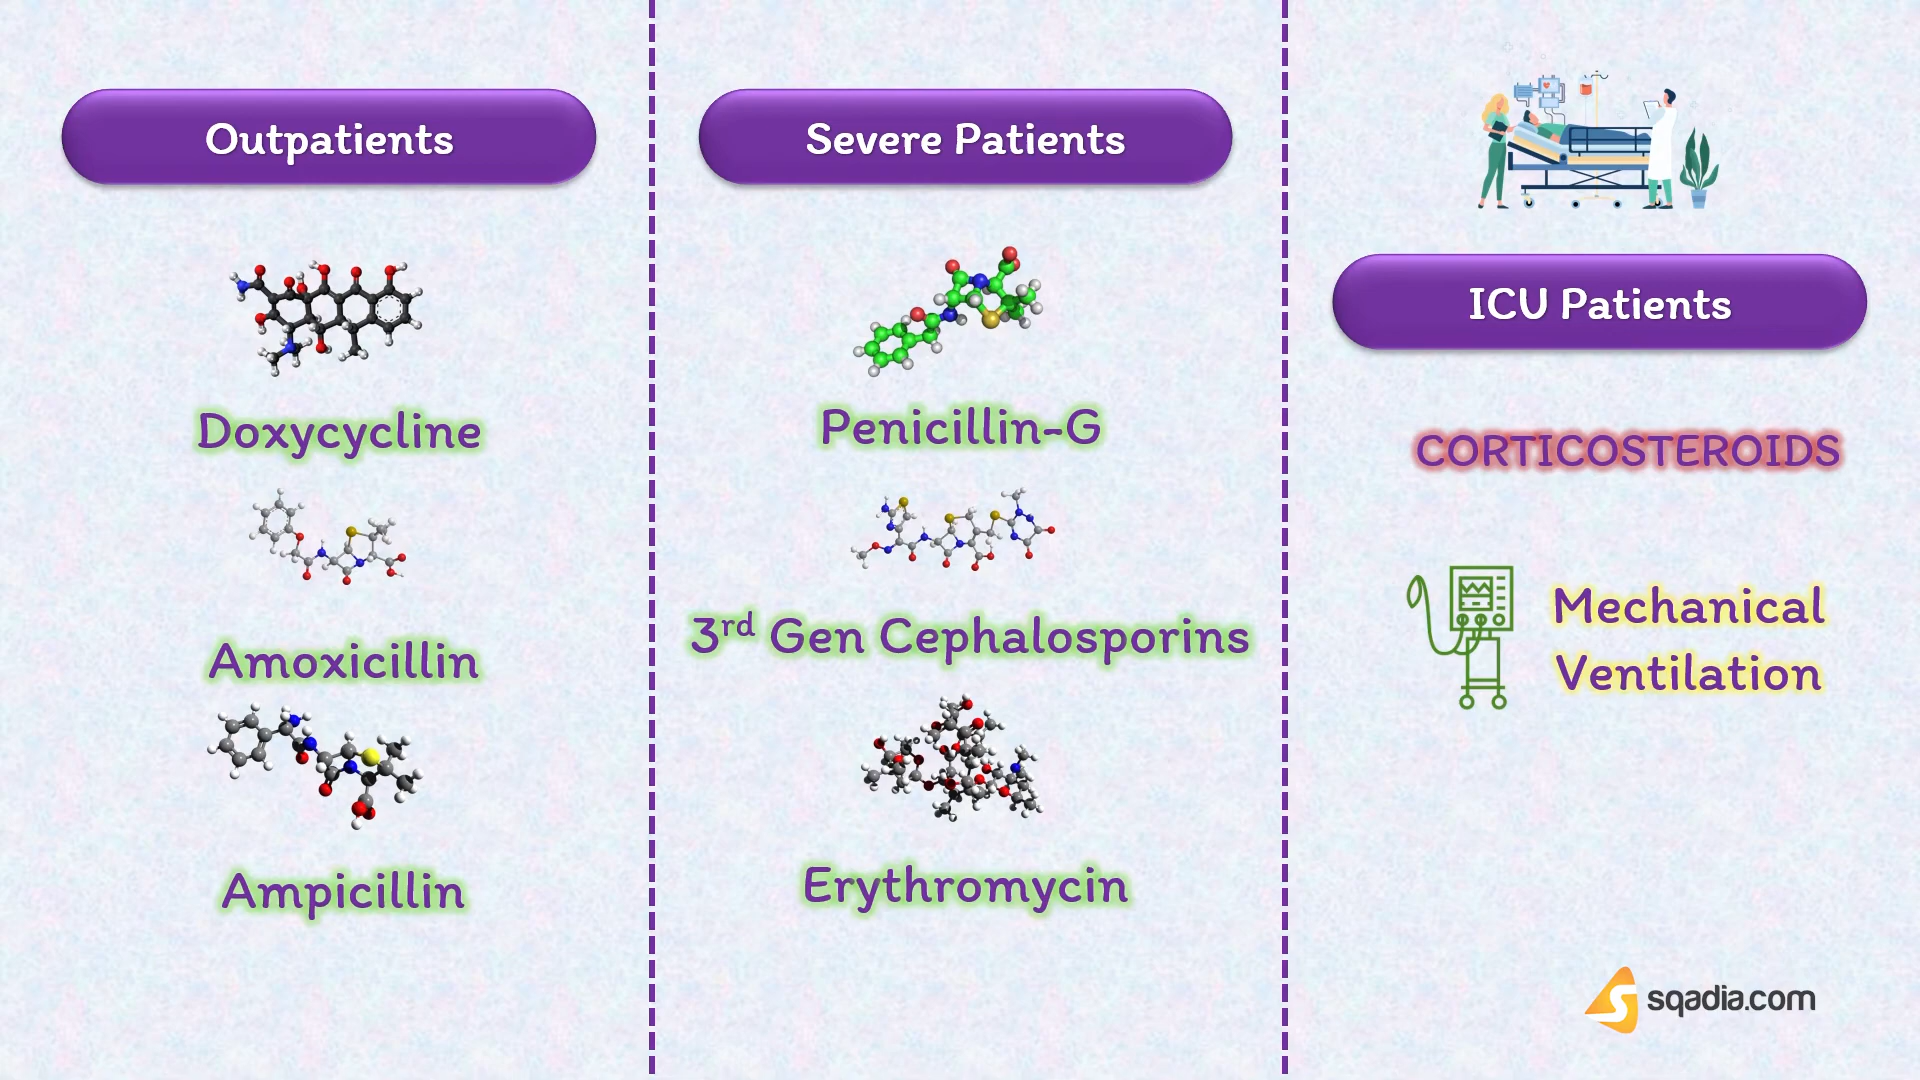 Outpatients
Doxycycline
Amoxicillin
Ampicillin
Severe Patients
Penicillin-G
3rd Gen Cephalosporins
Erythromycin
ICU Patients
CORTICOSTEROIDS
Mechanical
Ventilation
sqadia.com